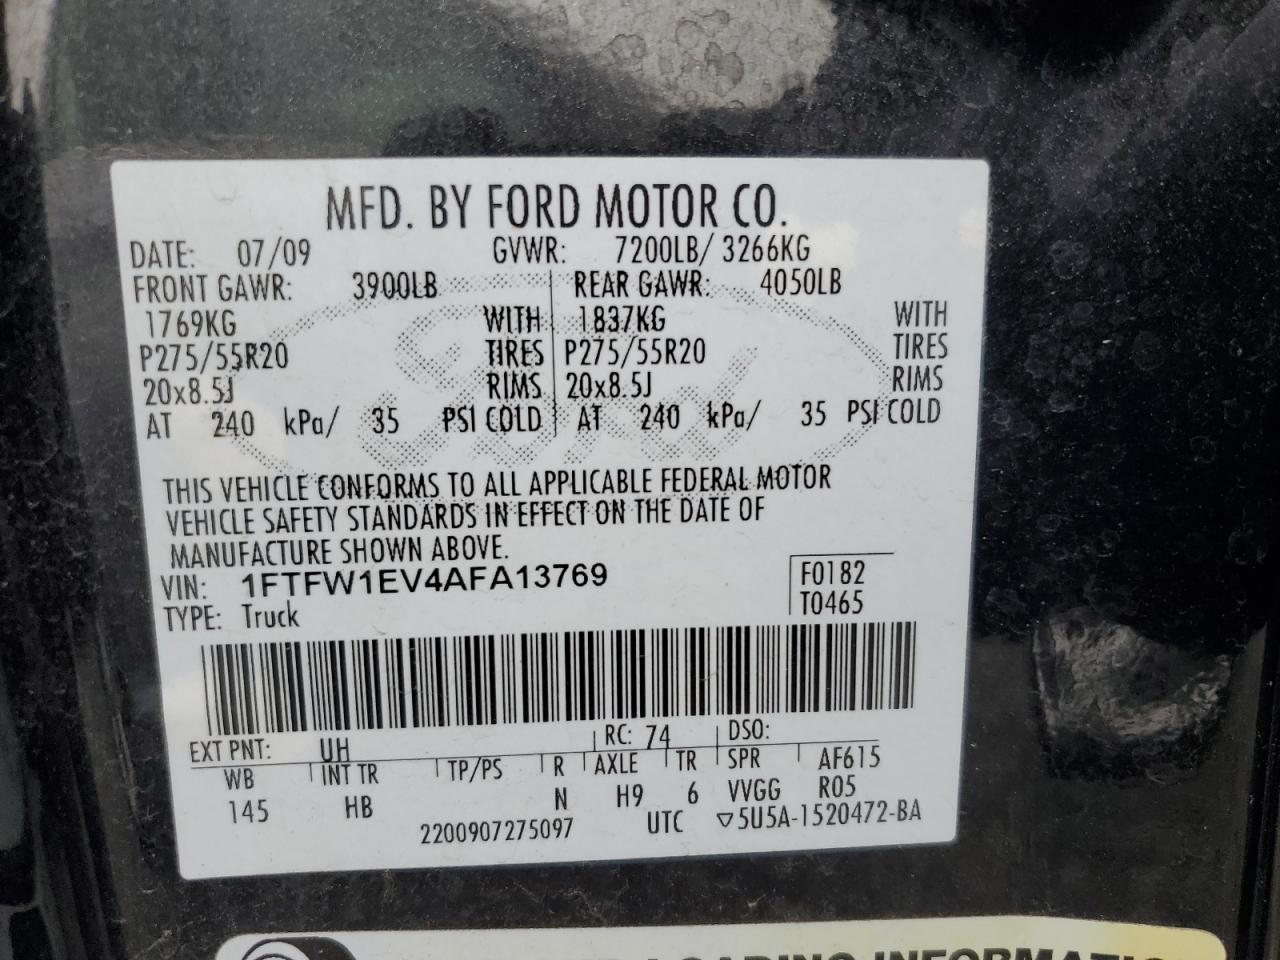 MFD. BY FORD MOTOR CO.
DATE: 07/09 GVWR: 7200LB/ 3266KG
FRONT GAWR: 3900LB REAR GAWR: 4050LB
1769KG WITH 1837KG WITH
P275/55R20 TIRES P275/55R20 TIRES
20x8.5J RIMS 20x8.5J RIMS
AT 240 kPa/ 35 PSI COLD AT 240 kPa/ 35 PSI COLD
Ford
THIS VEHICLE CONFORMS TO ALL APPLICABLE FEDERAL MOTOR
VEHICLE SAFETY STANDARDS IN EFFECT ON THE DATE OF
MANUFACTURE SHOWN ABOVE.
VIN: 1FTFW1EV4AFA13769 F0182
TYPE: Truck T0465
EXT PNT: UH RC: 74 DSO:
WB INT TR TP/PS R AXLE TR SPR AF615
145 HB N H9 6 VVGG R05
2200907275097 UTC ▽5U5A-1520472-BA
LOADING INFORMATION